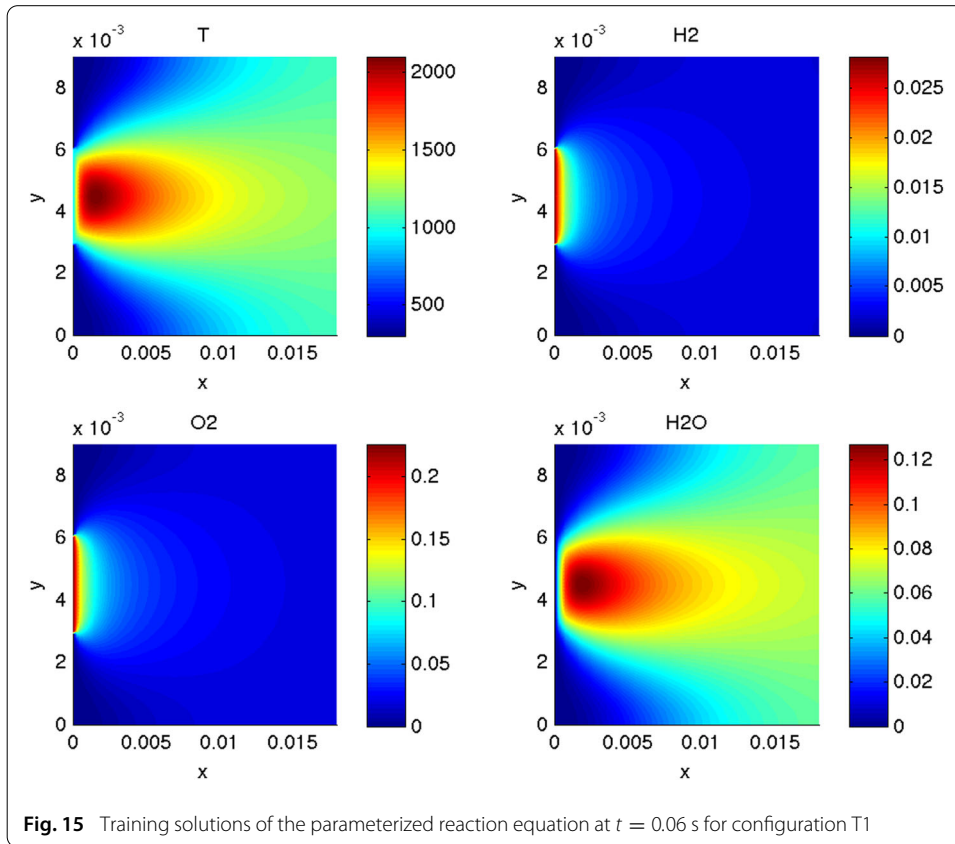 x 10⁻³
T
8
6
y
4
2
0
0 0.005 0.01 0.015
x
2000
1500
1000
500
x 10⁻³
H2
8
6
y
4
2
0
0 0.005 0.01 0.015
x
0.025
0.02
0.015
0.01
0.005
0
x 10⁻³
O2
8
6
y
4
2
0
0 0.005 0.01 0.015
x
0.2
0.15
0.1
0.05
0
x 10⁻³
H2O
8
6
y
4
2
0
0 0.005 0.01 0.015
x
0.12
0.1
0.08
0.06
0.04
0.02
0
Fig. 15 Training solutions of the parameterized reaction equation at t = 0.06 s for configuration T1